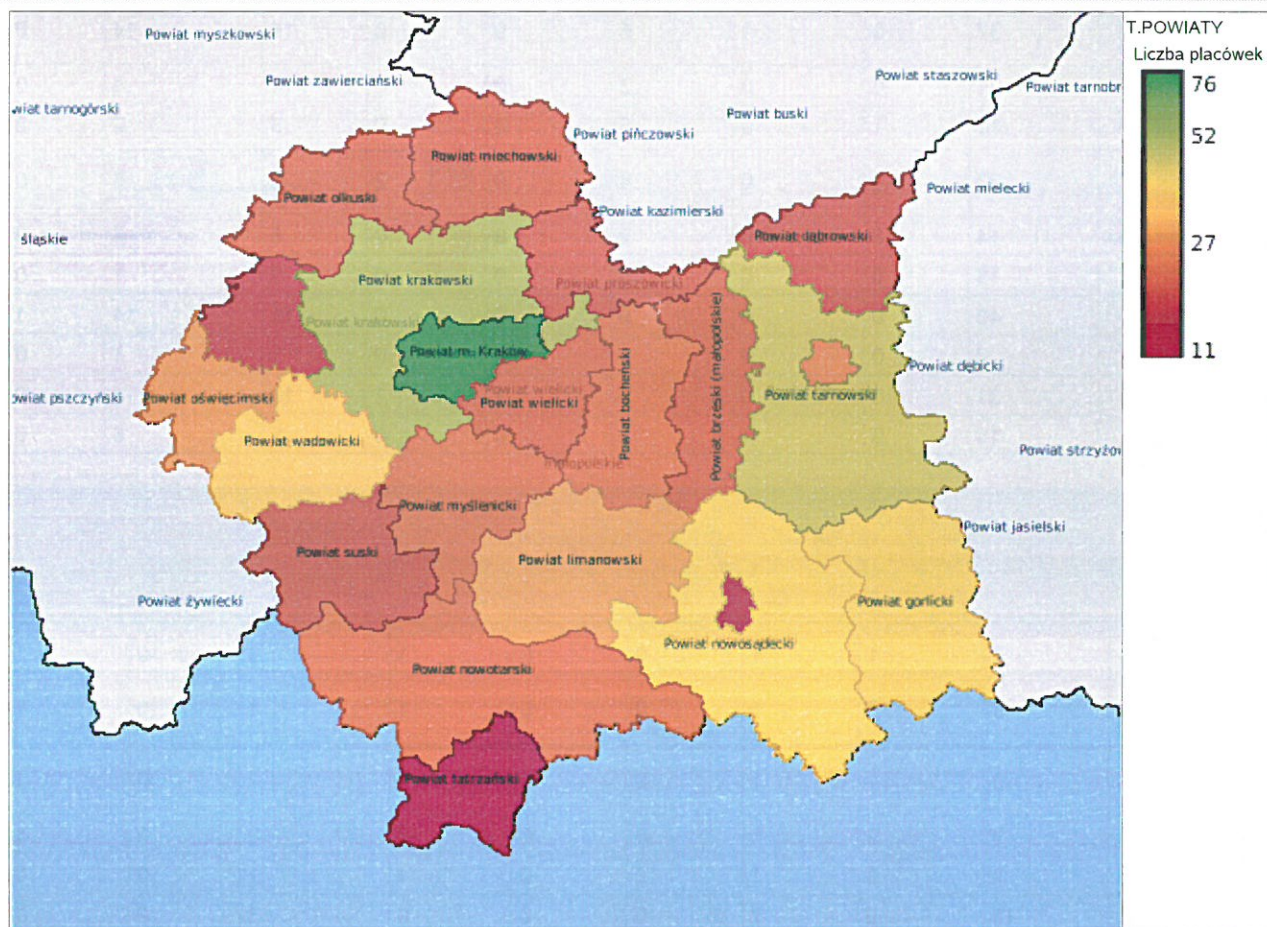 Powiat myszkowski
T.POWIATY
Liczba placówek
Powiat zawierciański
Powiat staszowski
76
Powiat tarnobr
wiat tarnogórski
Powiat buski
Powiat pińczowski
52
Powiat miechowski
Powiat mielecki
Powiat olkuski
Powiat kazimierski
śląskie
Powiat dąbrowski
27
Powiat krakowski
Powiat proszowicki
Powiat krakowski
Powiat brzeski (małopolskie)
Powiat m. Kraków
11
Powiat dębicki
Powiat wielicki
owiat pszczyński
Powiat oświęcimski
Powiat wielicki
Powiat bocheński
Powiat tarnowski
Powiat wadowicki
Powiat strzyżow
małopolskie
Powiat myślenicki
Powiat jasielski
Powiat suski
Powiat limanowski
Powiat żywiecki
Powiat gorlicki
Powiat nowosądecki
Powiat nowotarski
Powiat tatrzański